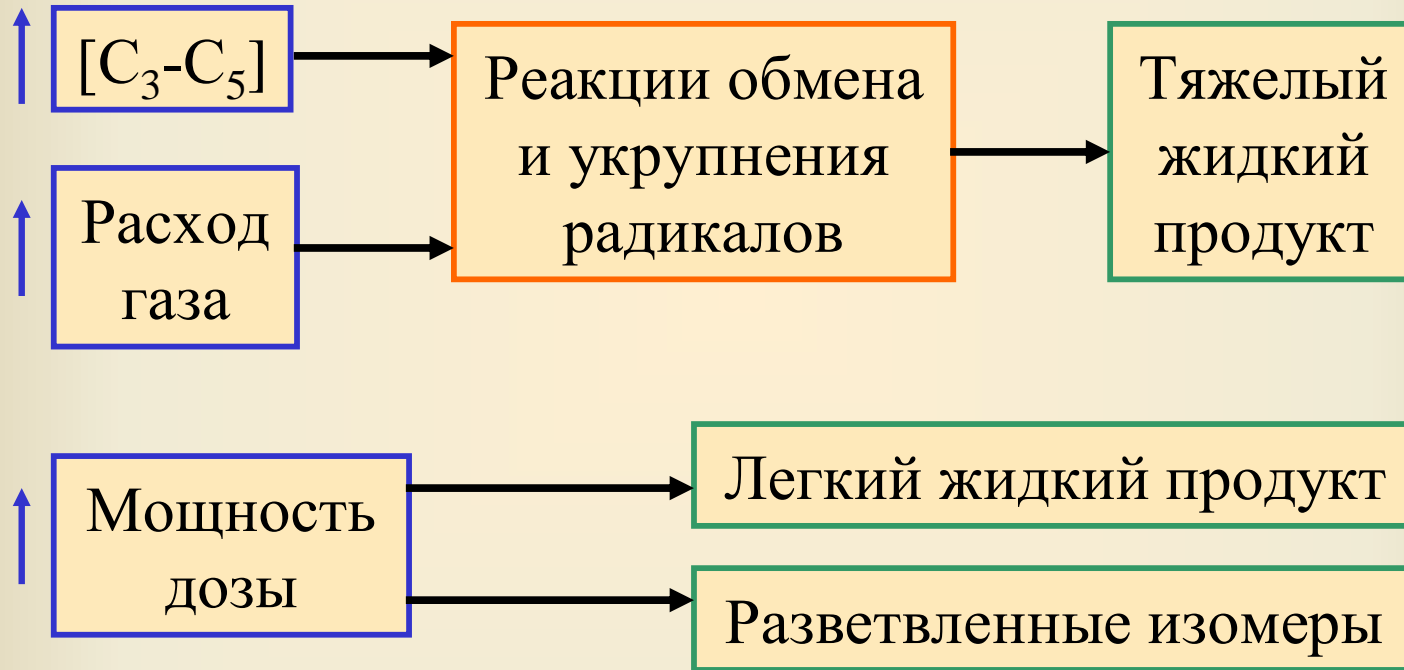 [C₃-C₅]
Расход
газа
Реакции обмена
и укрупнения
радикалов
Тяжелый
жидкий
продукт
Мощность
дозы
Легкий жидкий продукт
Разветвленные изомеры